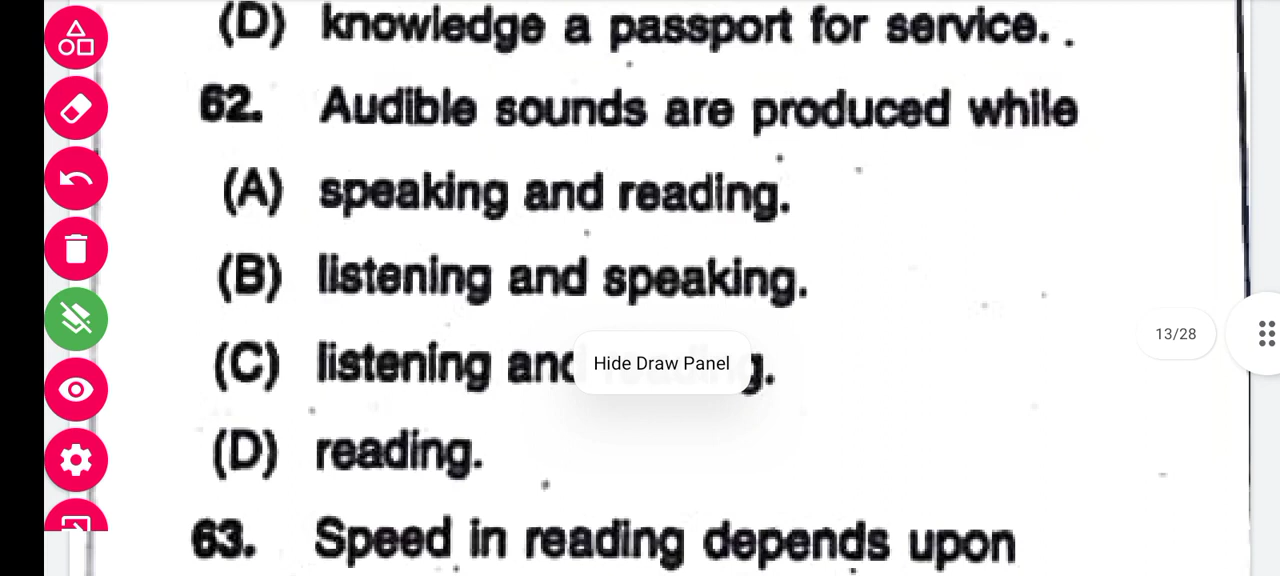 (D) knowledge a passport for service. .
62. Audible sounds are produced while
(A) speaking and reading.
(B) listening and speaking.
(C) listening and g.
Hide Draw Panel
13/28
(D) reading.
63. Speed in reading depends upon